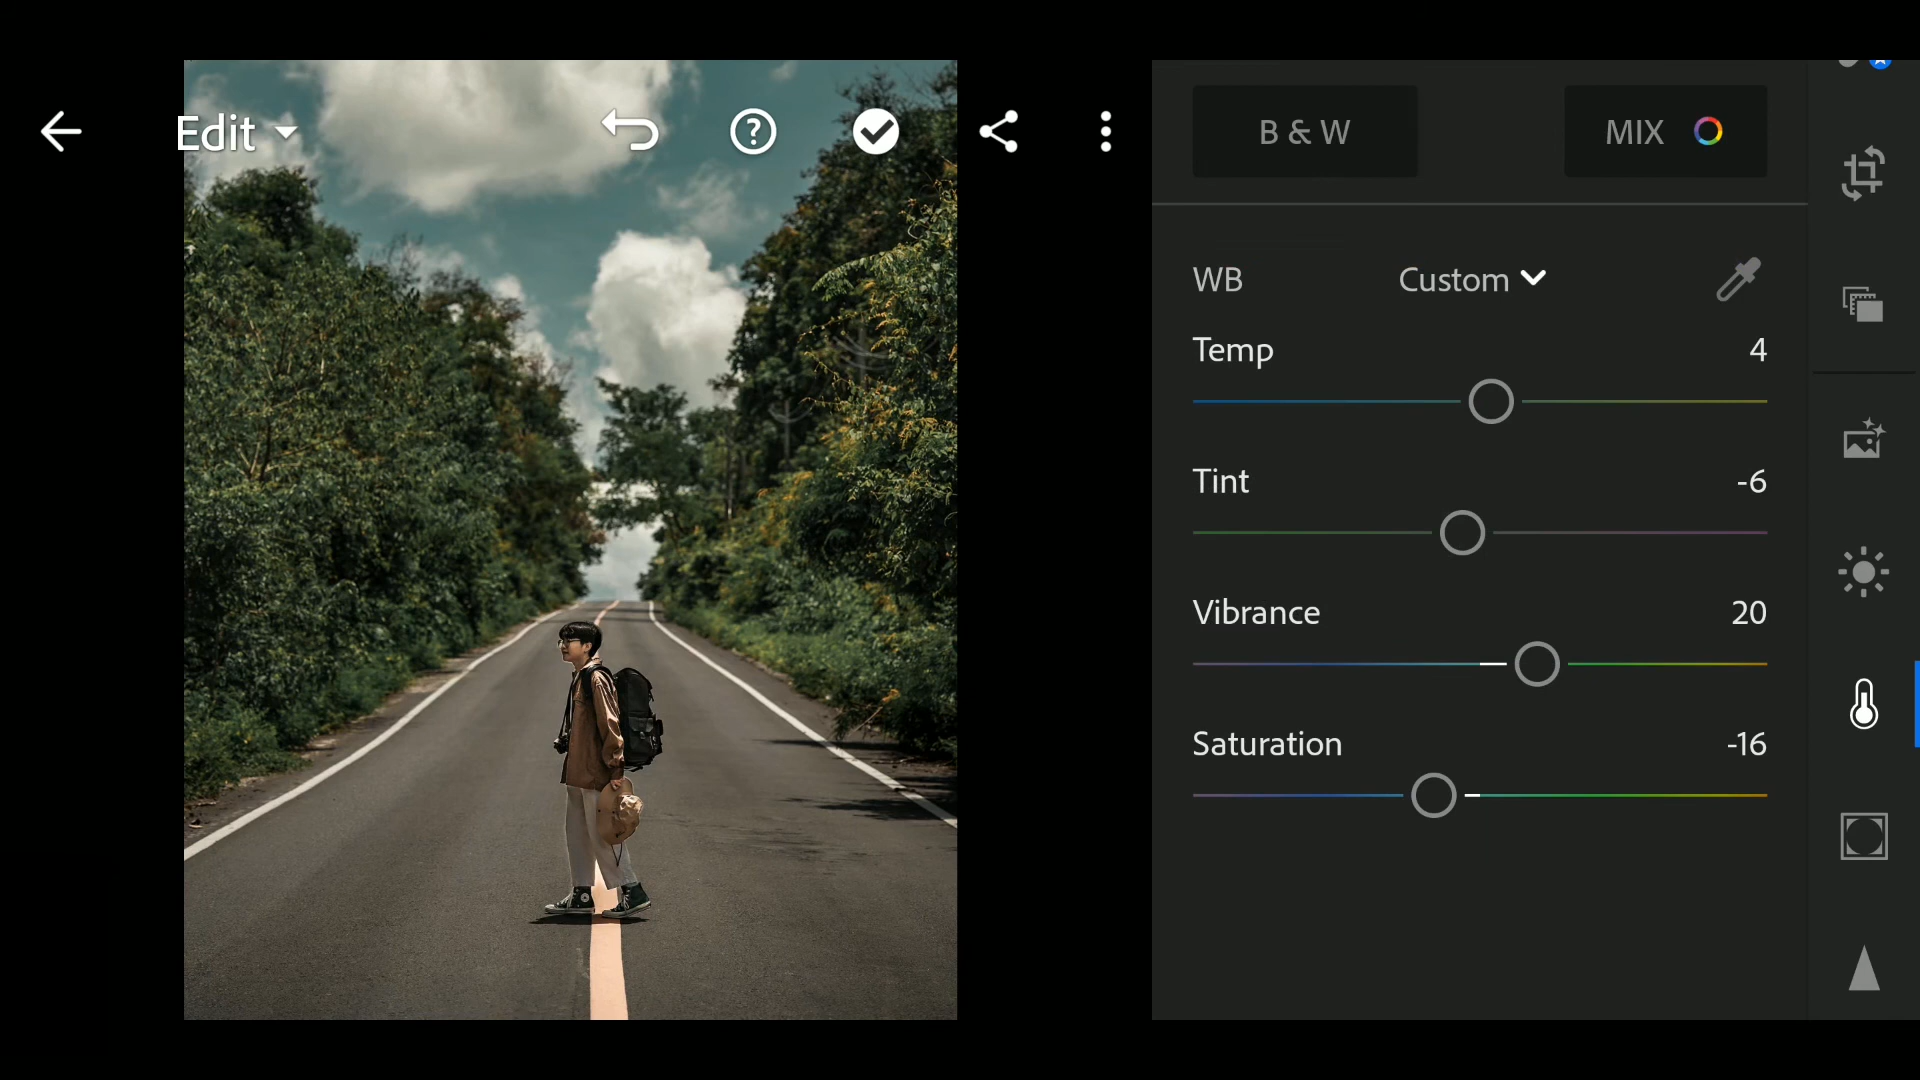 Edit
?
B & W
MIX
WB
Custom
Temp
4
Tint
-6
Vibrance
20
Saturation
-16